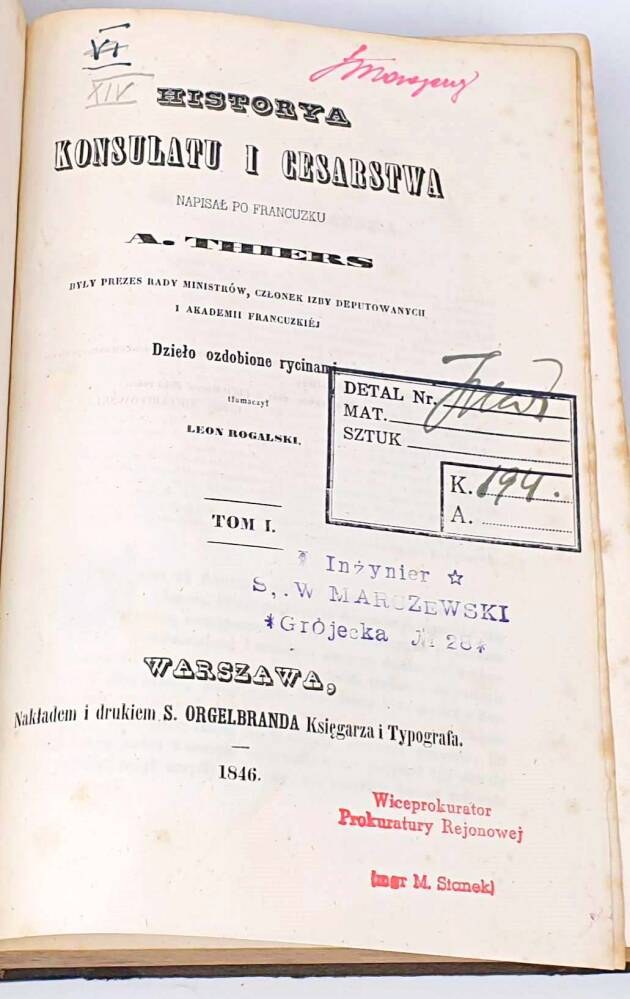 VI
XIV
HISTORYA
KONSULATU I CESARSTWA
NAPISAŁ PO FRANCUZKU
A. THIERS
BYŁY PREZES RADY MINISTRÓW, CZŁONEK IZBY DEPUTOWANYCH
I AKADEMII FRANCUZKIÉJ
Dzieło ozdobione rycinami
tłumaczył
LEON ROGALSKI.
DETAL Nr.
MAT.
SZTUK
K. 194.
A.
TOM I.
Inżynier ☆
S,.W MARCZEWSKI
*Grójecka № 28*
WARSZAWA,
Nakładem i drukiem S. ORGELBRANDA Księgarza i Typografa.
1846.
Wiceprokurator
Prokuratury Rejonowej
(mgr M. Stanek)